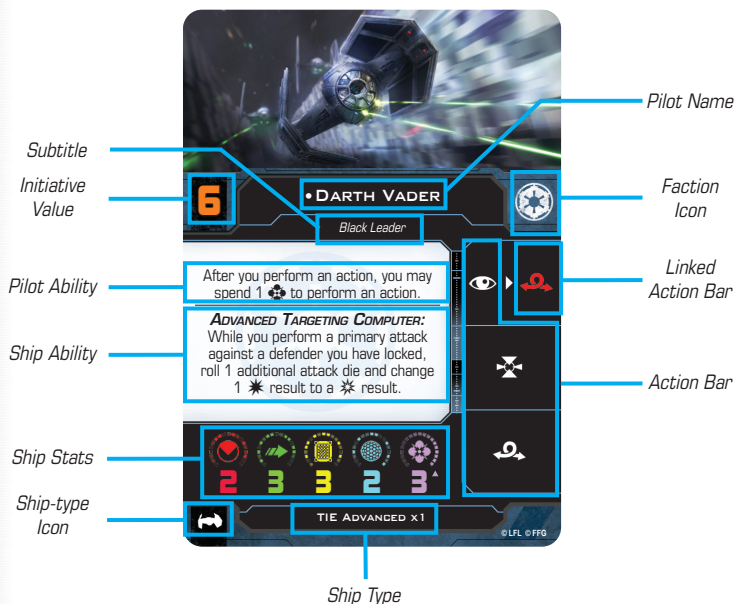 Pilot Name
Subtitle
Initiative
Value
6
•DARTH VADER
Faction
Icon
Black Leader
Pilot Ability
After you perform an action, you may
spend 1 to perform an action.
Linked
Action Bar
Ship Ability
ADVANCED TARGETING COMPUTER:
While you perform a primary attack
against a defender you have locked,
roll 1 additional attack die and change
1 result to a result.
Action Bar
Ship Stats
2 3 3 2 3
Ship-type
Icon
TIE ADVANCED X1
© LFL © FFG
Ship Type